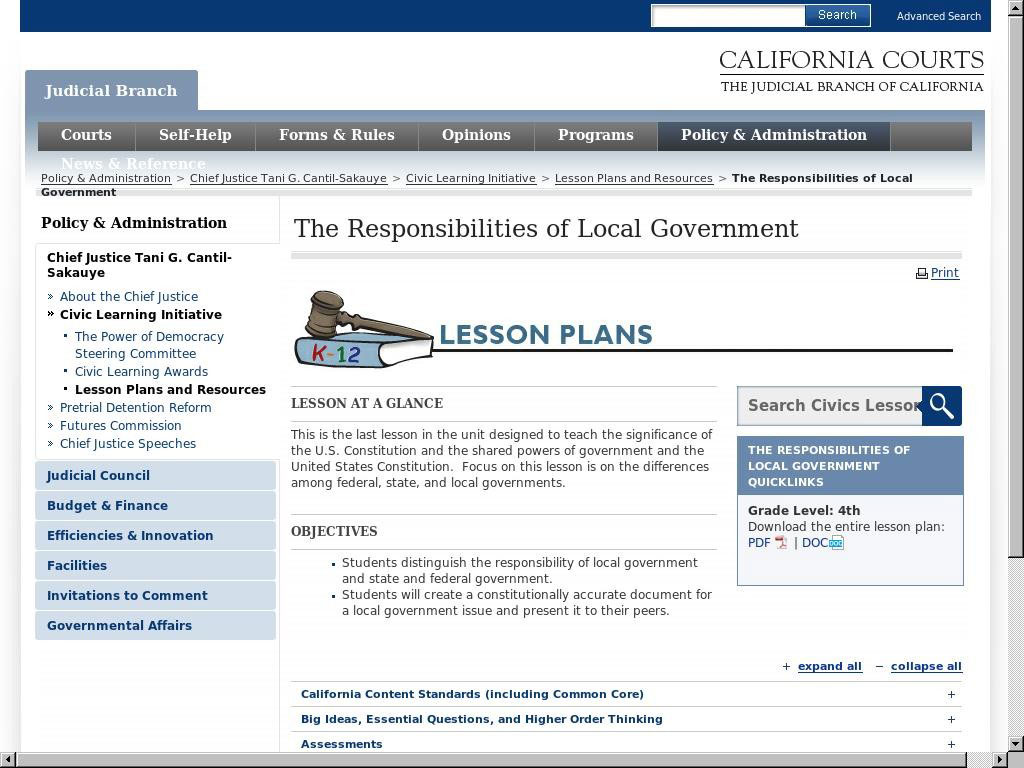 Search
Advanced Search
CALIFORNIA COURTS
THE JUDICIAL BRANCH OF CALIFORNIA
Judicial Branch
Courts Self-Help Forms & Rules Opinions Programs Policy & Administration
News & Reference
Policy & Administration > Chief Justice Tani G. Cantil-Sakauye > Civic Learning Initiative > Lesson Plans and Resources > The Responsibilities of Local
Government
Policy & Administration
Chief Justice Tani G. Cantil-
Sakauye
» About the Chief Justice
» Civic Learning Initiative
▪ The Power of Democracy
Steering Committee
▪ Civic Learning Awards
▪ Lesson Plans and Resources
» Pretrial Detention Reform
» Futures Commission
» Chief Justice Speeches
Judicial Council
Budget & Finance
Efficiencies & Innovation
Facilities
Invitations to Comment
Governmental Affairs
The Responsibilities of Local Government
Print
K-12
LESSON PLANS
LESSON AT A GLANCE
This is the last lesson in the unit designed to teach the significance of
the U.S. Constitution and the shared powers of government and the
United States Constitution.  Focus on this lesson is on the differences
among federal, state, and local governments.
OBJECTIVES
▪ Students distinguish the responsibility of local government
and state and federal government.
▪ Students will create a constitutionally accurate document for
a local government issue and present it to their peers.
Search Civics Lesson
THE RESPONSIBILITIES OF
LOCAL GOVERNMENT
QUICKLINKS
Grade Level: 4th
Download the entire lesson plan:
PDF | DOC
+ expand all − collapse all
California Content Standards (including Common Core) +
Big Ideas, Essential Questions, and Higher Order Thinking +
Assessments +